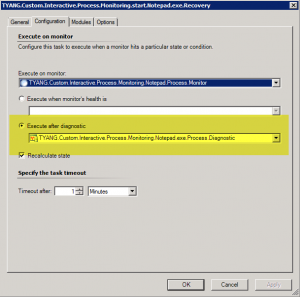 TYANG.Custom.Interactive.Process.Monitoring.start.Notepad.exe.Recovery
General Configuration Modules Options
Execute on monitor
Configure this task to execute when a monitor hits a particular state or condition.
Execute on monitor:
TYANG.Custom.Interactive.Process.Monitoring.Notepad.Process.Monitor
Execute when monitor's health is
Execute after diagnostic
TYANG.Custom.Interactive.Process.Monitoring.Notepad.exe.Process.Diagnostic
Recalculate state
Specify the task timeout
Timeout after: 1 Minutes
OK Cancel Apply